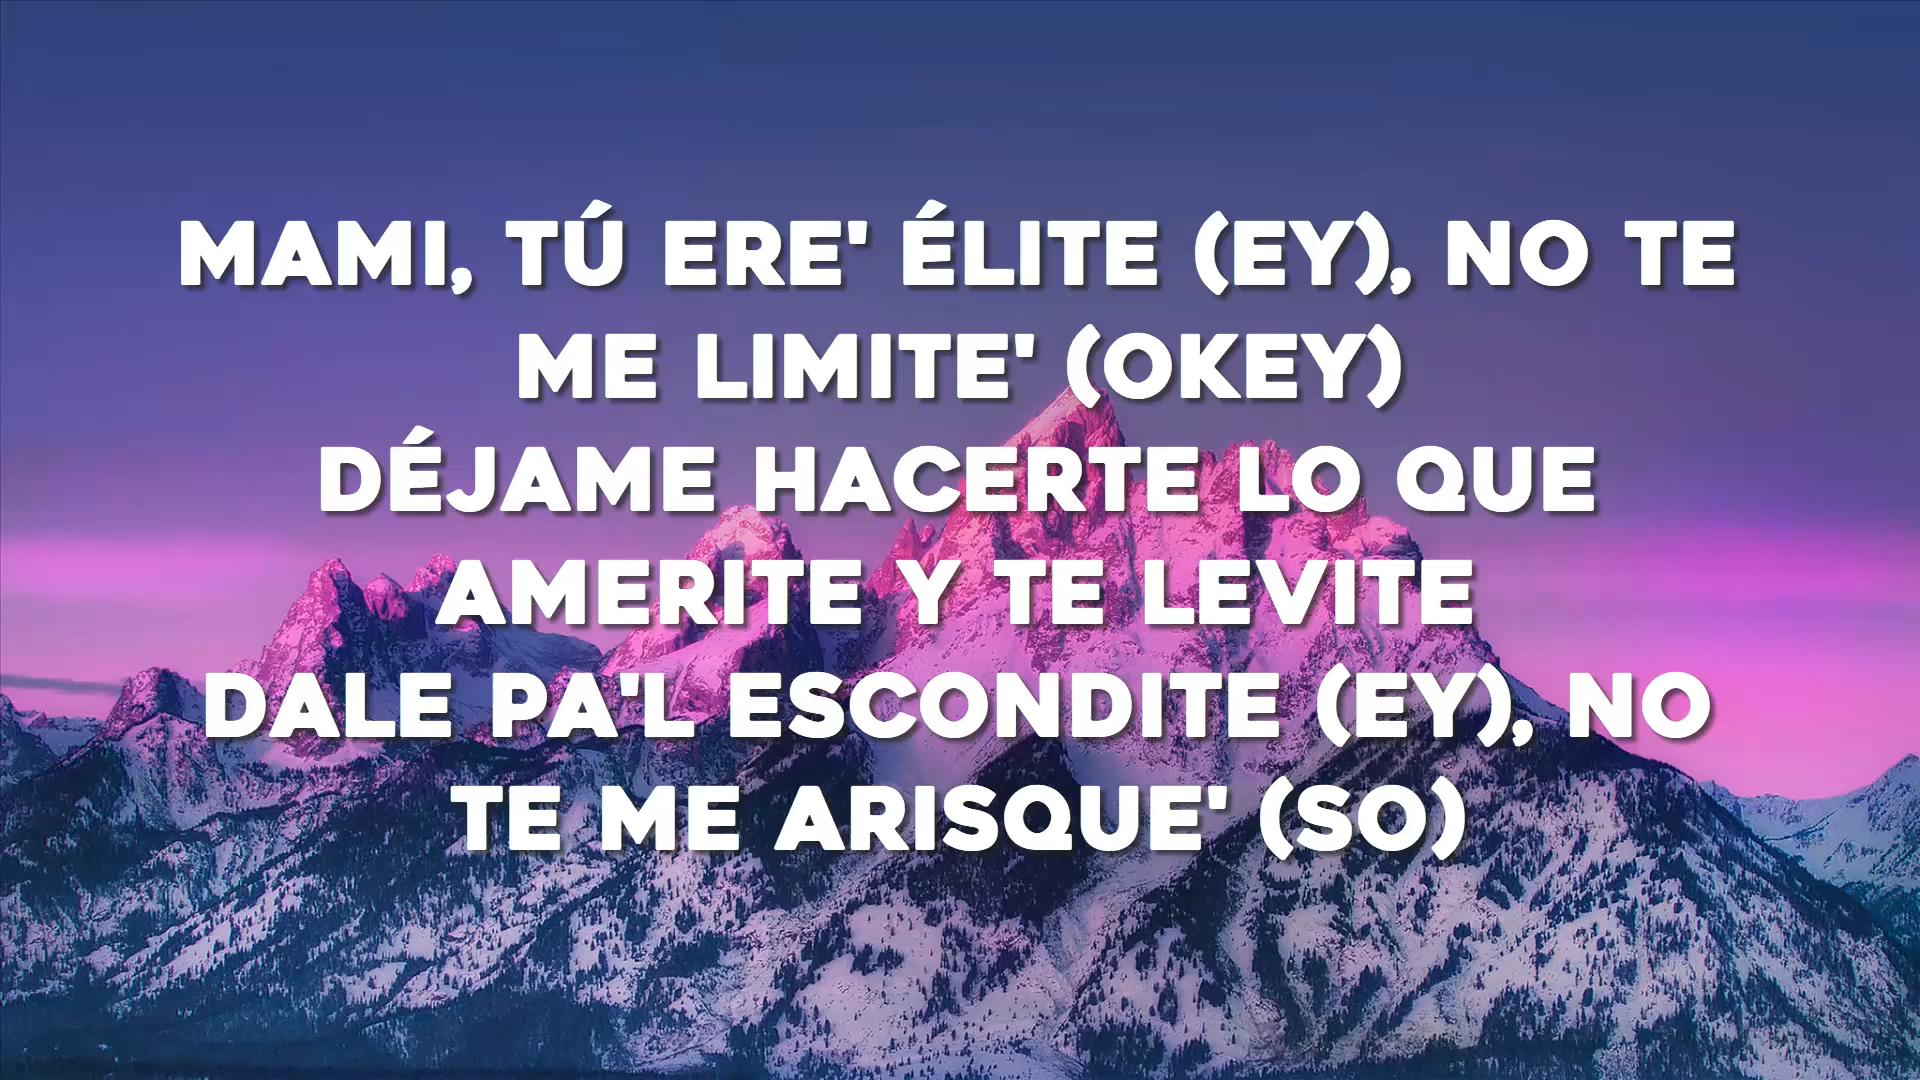 MAMI, TÚ ERE' ÉLITE (EY), NO TE
ME LIMITE' (OKEY)
DÉJAME HACERTE LO QUE
AMERITE Y TE LEVITE
DALE PA'L ESCONDITE (EY), NO
TE ME ARISQUE' (SO)